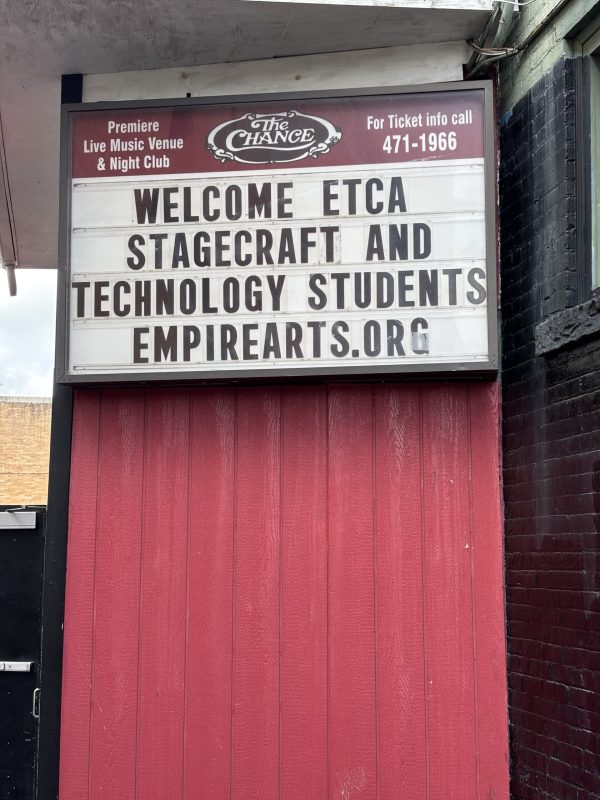 Premiere
Live Music Venue
& Night Club
The
CHANCE
For Ticket info call
471-1966
WELCOME ETCA
STAGECRAFT AND
TECHNOLOGY STUDENTS
EMPIREARTS.ORG